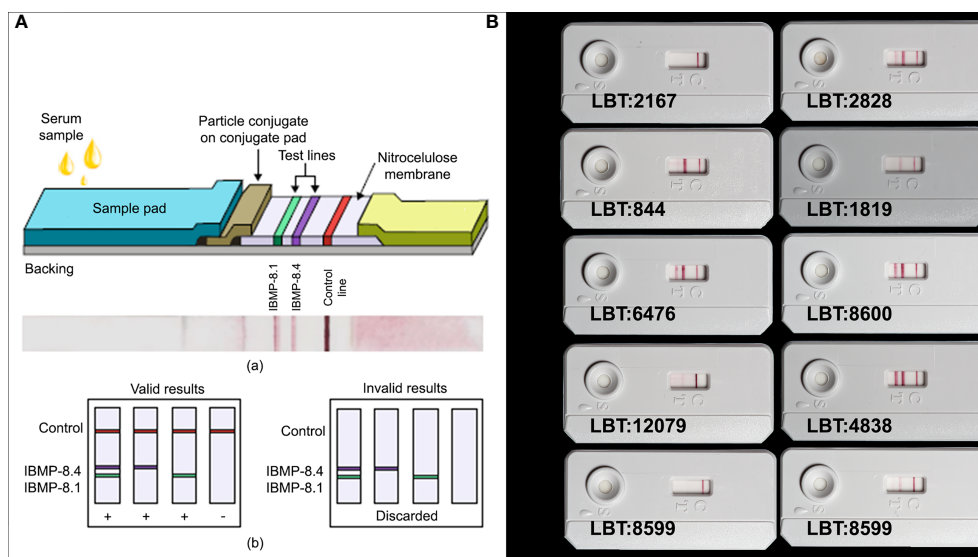 A
Serum
sample
Particle conjugate
on conjugate pad
Test lines
Nitrocelulose
membrane
Sample pad
Backing
IBMP-8.1
IBMP-8.4
Control
line
(a)
Valid results
Control
IBMP-8.4
IBMP-8.1
+ + + -
Invalid results
Control
IBMP-8.4
IBMP-8.1
Discarded
(b)
B
S
T C
LBT:2167
S
T C
LBT:2828
S
T C
LBT:844
S
T C
LBT:1819
S
T C
LBT:6476
S
T C
LBT:8600
S
T C
LBT:12079
S
T C
LBT:4838
S
T C
LBT:8599
S
T C
LBT:8599